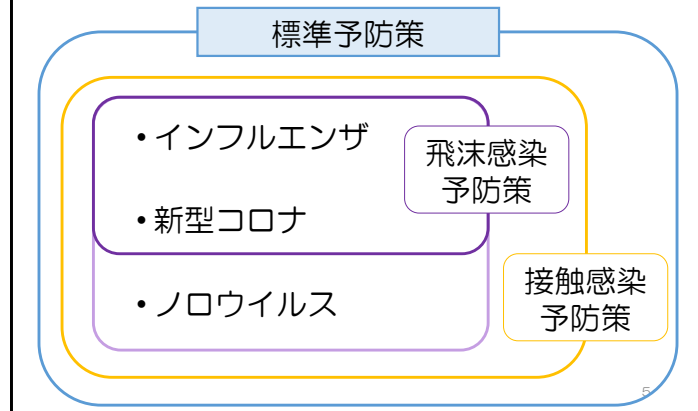 標準予防策
•インフルエンザ
飛沫感染
予防策
•新型コロナ
接触感染
予防策
•ノロウイルス
5